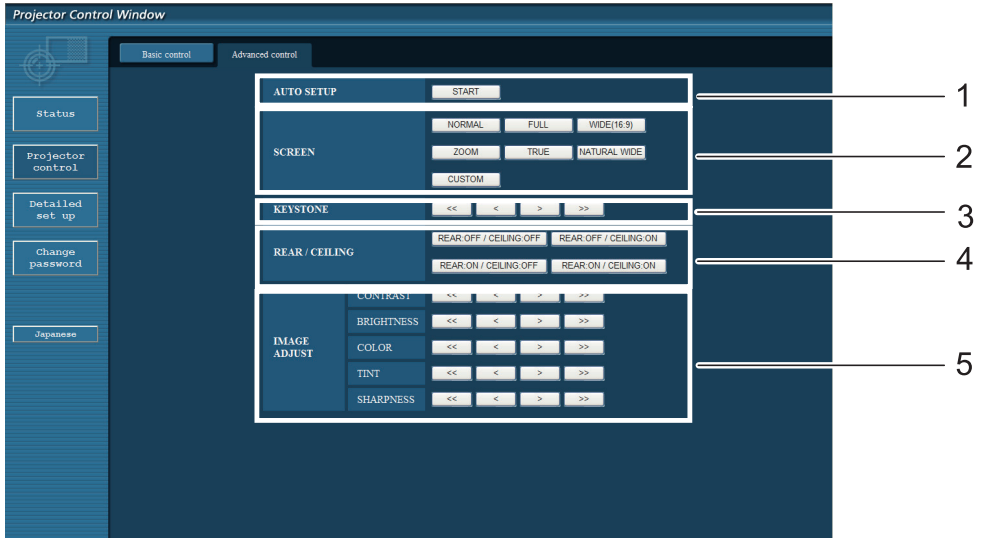 Projector Control Window
Basic control Advanced control
Status
Projector
control
Detailed
set up
Change
password
Japanese
AUTO SETUP START 1
SCREEN NORMAL FULL WIDE(16:9)
ZOOM TRUE NATURAL WIDE
CUSTOM 2
KEYSTONE << < > >> 3
REAR / CEILING REAR:OFF / CEILING:OFF REAR:OFF / CEILING:ON
REAR:ON / CEILING:OFF REAR:ON / CEILING:ON 4
IMAGE
ADJUST
CONTRAST << < > >>
BRIGHTNESS << < > >>
COLOR << < > >>
TINT << < > >>
SHARPNESS << < > >>
5